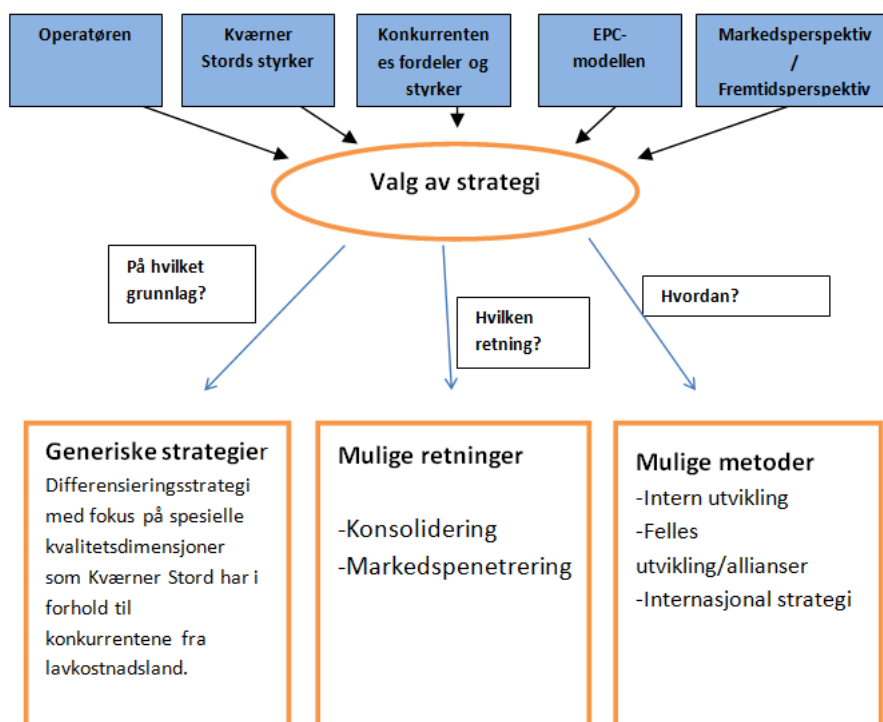 Operatøren
Kværner
Stords styrker
Konkurrenten
es fordeler og
styrker
EPC-
modellen
Markedsperspektiv
/
Fremtidsperspektiv
Valg av strategi
På hvilket
grunnlag?
Hvilken
retning?
Hvordan?
Generiske strategier
Differensieringsstrategi
med fokus på spesielle
kvalitetsdimensjoner
som Kværner Stord har i
forhold til
konkurrentene fra
lavkostnadsland.
Mulige retninger
-Konsolidering
-Markedspenetrering
Mulige metoder
-Intern utvikling
-Felles
utvikling/allianser
-Internasjonal strategi